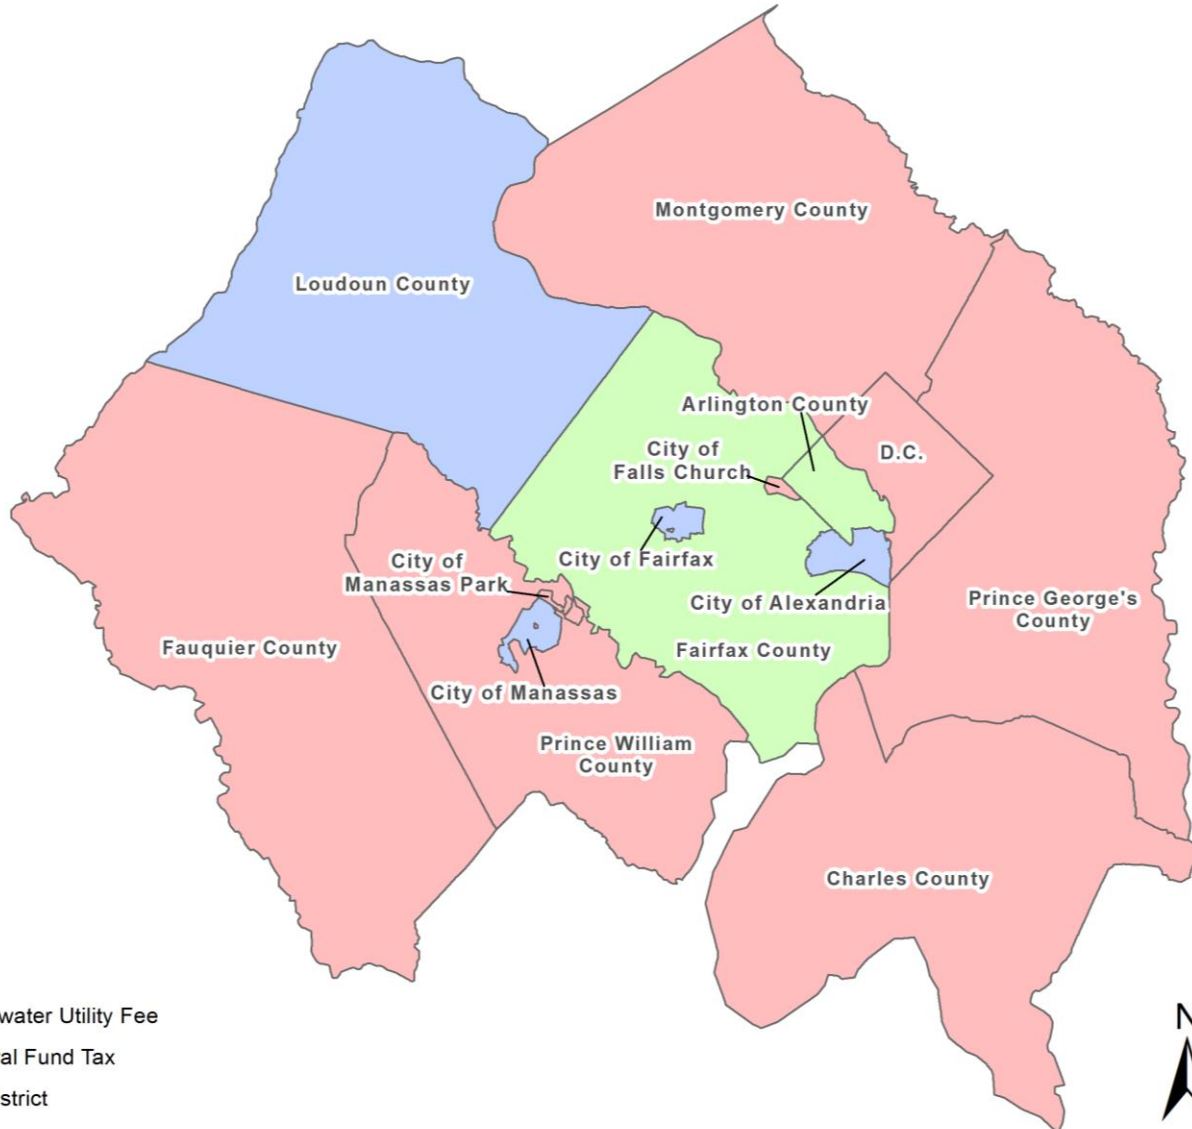 Montgomery County
Loudoun County
Arlington County
City of
Falls Church
D.C.
City of Fairfax
City of
Manassas Park
City of Alexandria
Prince George's
County
Fauquier County
Fairfax County
City of Manassas
Prince William
County
Charles County
water Utility Fee
al Fund Tax
strict
N